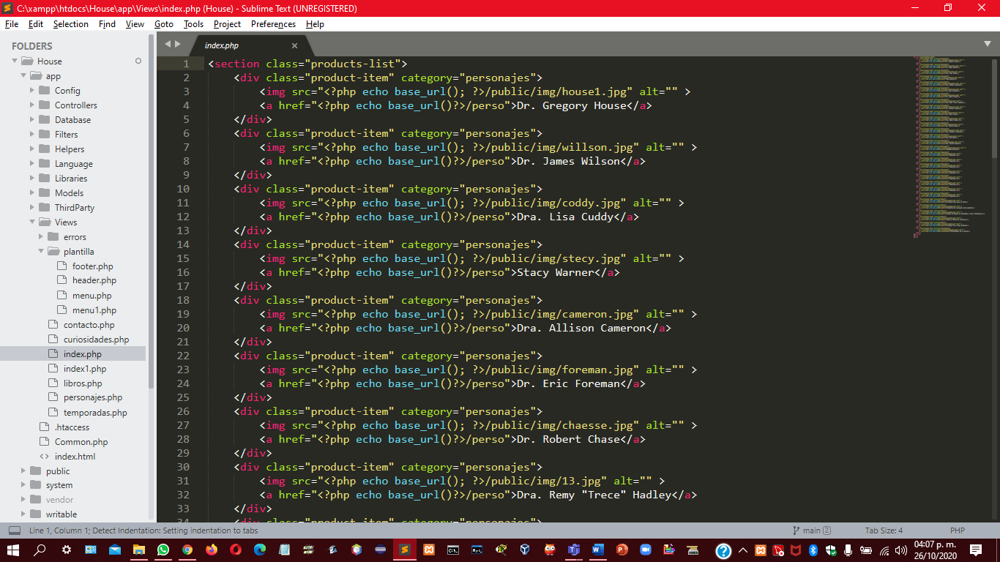 C:\xampp\htdocs\House\app\Views\index.php (House) - Sublime Text (UNREGISTERED)
File Edit Selection Find View Goto Tools Project Preferences Help
FOLDERS
House
app
Config
Controllers
Database
Filters
Helpers
Language
Libraries
Models
ThirdParty
Views
errors
plantilla
footer.php
header.php
menu.php
menu1.php
contacto.php
curiosidades.php
index.php
index1.php
libros.php
personajes.php
temporadas.php
.htaccess
Common.php
<> index.html
public
system
vendor
writable
index.php
1 <section class="products-list">
2 <div class="product-item" category="personajes">
3 <img src="<?php echo base_url(); ?>/public/img/house1.jpg" alt="" >
4 <a href="<?php echo base_url()?>/perso">Dr. Gregory House</a>
5 </div>
6 <div class="product-item" category="personajes">
7 <img src="<?php echo base_url(); ?>/public/img/willson.jpg" alt="" >
8 <a href="<?php echo base_url()?>/perso">Dr. James Wilson</a>
9 </div>
10 <div class="product-item" category="personajes">
11 <img src="<?php echo base_url(); ?>/public/img/coddy.jpg" alt="" >
12 <a href="<?php echo base_url()?>/perso">Dra. Lisa Cuddy</a>
13 </div>
14 <div class="product-item" category="personajes">
15 <img src="<?php echo base_url(); ?>/public/img/stecy.jpg" alt="" >
16 <a href="<?php echo base_url()?>/perso">Stacy Warner</a>
17 </div>
18 <div class="product-item" category="personajes">
19 <img src="<?php echo base_url(); ?>/public/img/cameron.jpg" alt="" >
20 <a href="<?php echo base_url()?>/perso">Dra. Allison Cameron</a>
21 </div>
22 <div class="product-item" category="personajes">
23 <img src="<?php echo base_url(); ?>/public/img/foreman.jpg" alt="" >
24 <a href="<?php echo base_url()?>/perso">Dr. Eric Foreman</a>
25 </div>
26 <div class="product-item" category="personajes">
27 <img src="<?php echo base_url(); ?>/public/img/chaesse.jpg" alt="" >
28 <a href="<?php echo base_url()?>/perso">Dr. Robert Chase</a>
29 </div>
30 <div class="product-item" category="personajes">
31 <img src="<?php echo base_url(); ?>/public/img/13.jpg" alt="" >
32 <a href="<?php echo base_url()?>/perso">Dra. Remy "Trece" Hadley</a>
33 </div>
34 <div class="product-item" category="personajes">
Line 1, Column 1; Detect Indentation: Setting indentation to tabs
main 2 Tab Size: 4 PHP
04:07 p. m.
26/10/2020